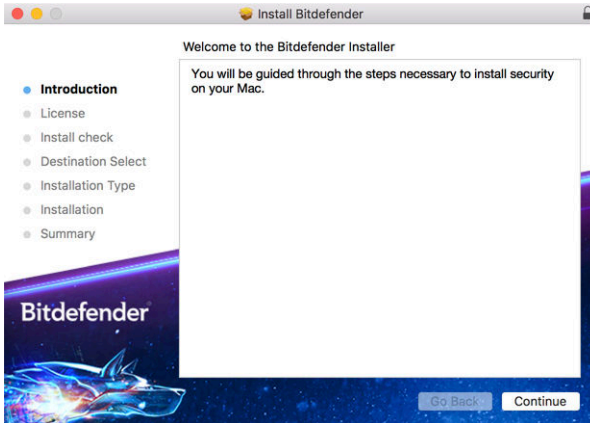 Install Bitdefender
Welcome to the Bitdefender Installer
You will be guided through the steps necessary to install security
on your Mac.
Introduction
License
Install check
Destination Select
Installation Type
Installation
Summary
Bitdefender
Go Back
Continue